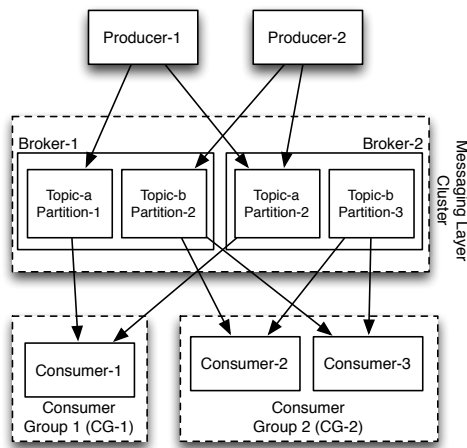 Producer-1
Producer-2
Broker-1
Broker-2
Topic-a
Partition-1
Topic-b
Partition-2
Topic-a
Partition-2
Topic-b
Partition-3
Messaging Layer
Cluster
Consumer-1
Consumer
Group 1 (CG-1)
Consumer-2
Consumer-3
Consumer
Group 2 (CG-2)